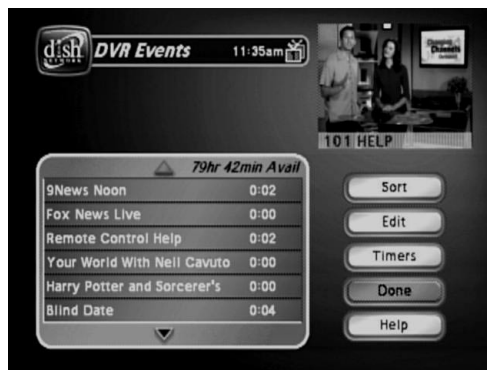 dish
NETWORK
DVR Events
11:35am
Changing
Channels
101 HELP
79hr 42min Avail
9News Noon 0:02
Fox News Live 0:00
Remote Control Help 0:02
Your World With Neil Cavuto 0:00
Harry Potter and Sorcerer's 0:00
Blind Date 0:04
Sort
Edit
Timers
Done
Help